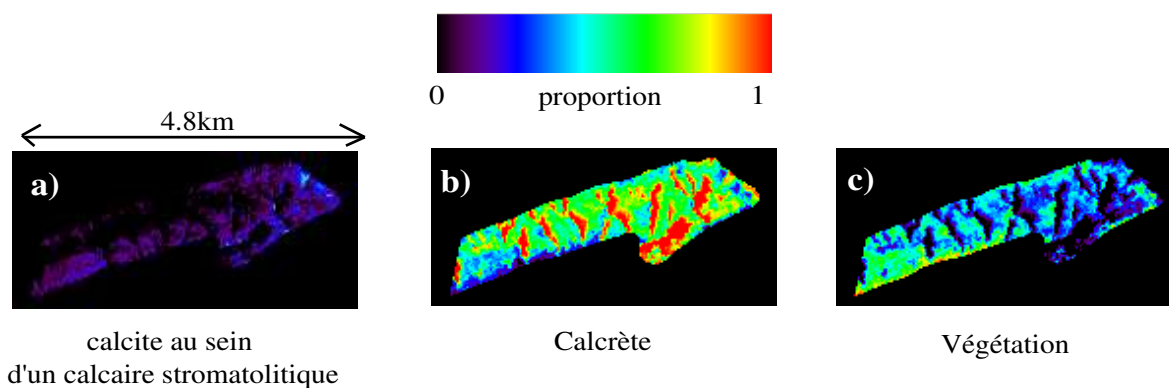 0 proportion 1
4.8km
a)
b)
c)
calcite au sein
d'un calcaire stromatolitique
Calcrète
Végétation